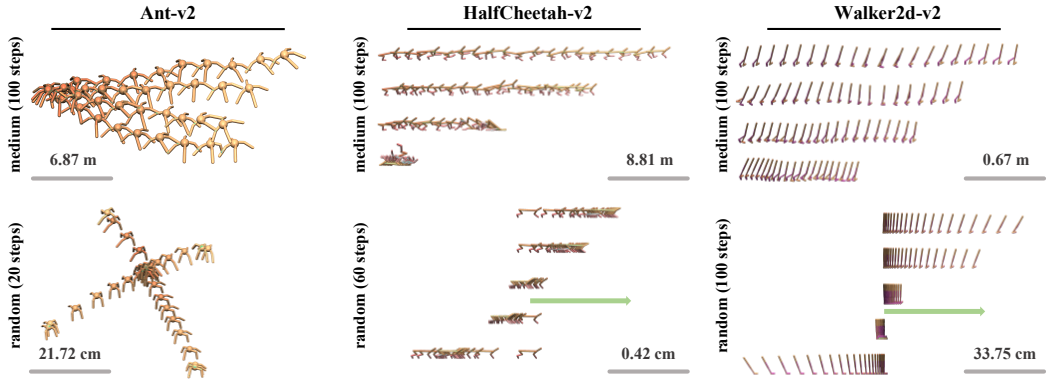 Ant-v2
HalfCheetah-v2
Walker2d-v2
medium (100 steps)
6.87 m
medium (100 steps)
8.81 m
medium (100 steps)
0.67 m
random (20 steps)
21.72 cm
random (60 steps)
0.42 cm
random (100 steps)
33.75 cm